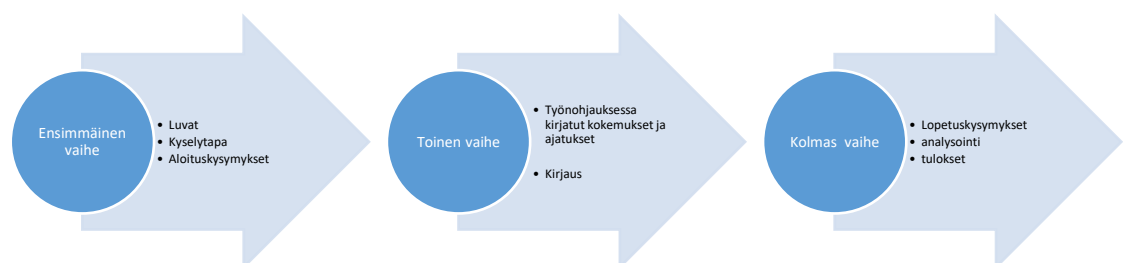 Ensimmäinen
vaihe
• Luvat
• Kyselytapa
• Aloituskysymykset
Toinen vaihe
• Työnohjauksessa
kirjatut kokemukset ja
ajatukset
• Kirjaus
Kolmas vaihe
• Lopetuskysymykset
• analysointi
• tulokset